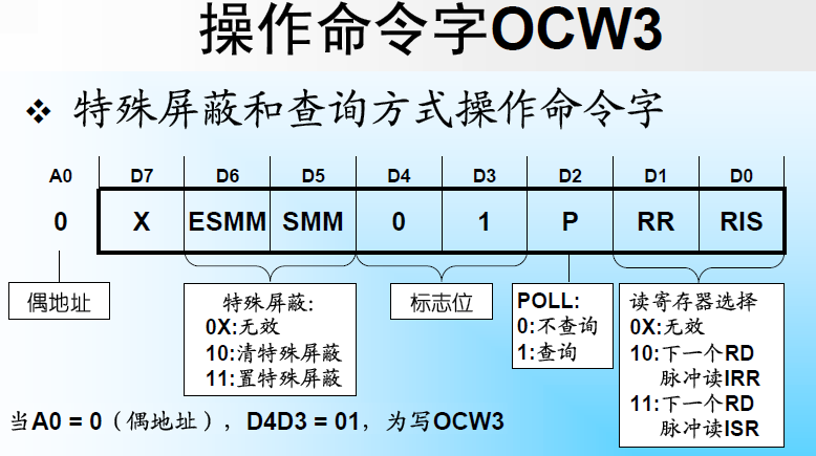 操作命令字OCW3
❖ 特殊屏蔽和查询方式操作命令字
A0 D7 D6 D5 D4 D3 D2 D1 D0
0 X ESMM SMM 0 1 P RR RIS
偶地址
特殊屏蔽:
0X:无效
10:清特殊屏蔽
11:置特殊屏蔽
标志位
POLL:
0:不查询
1:查询
读寄存器选择
0X:无效
10:下一个RD
脉冲读IRR
11:下一个RD
脉冲读ISR
当A0 = 0（偶地址），D4D3 = 01，为写OCW3